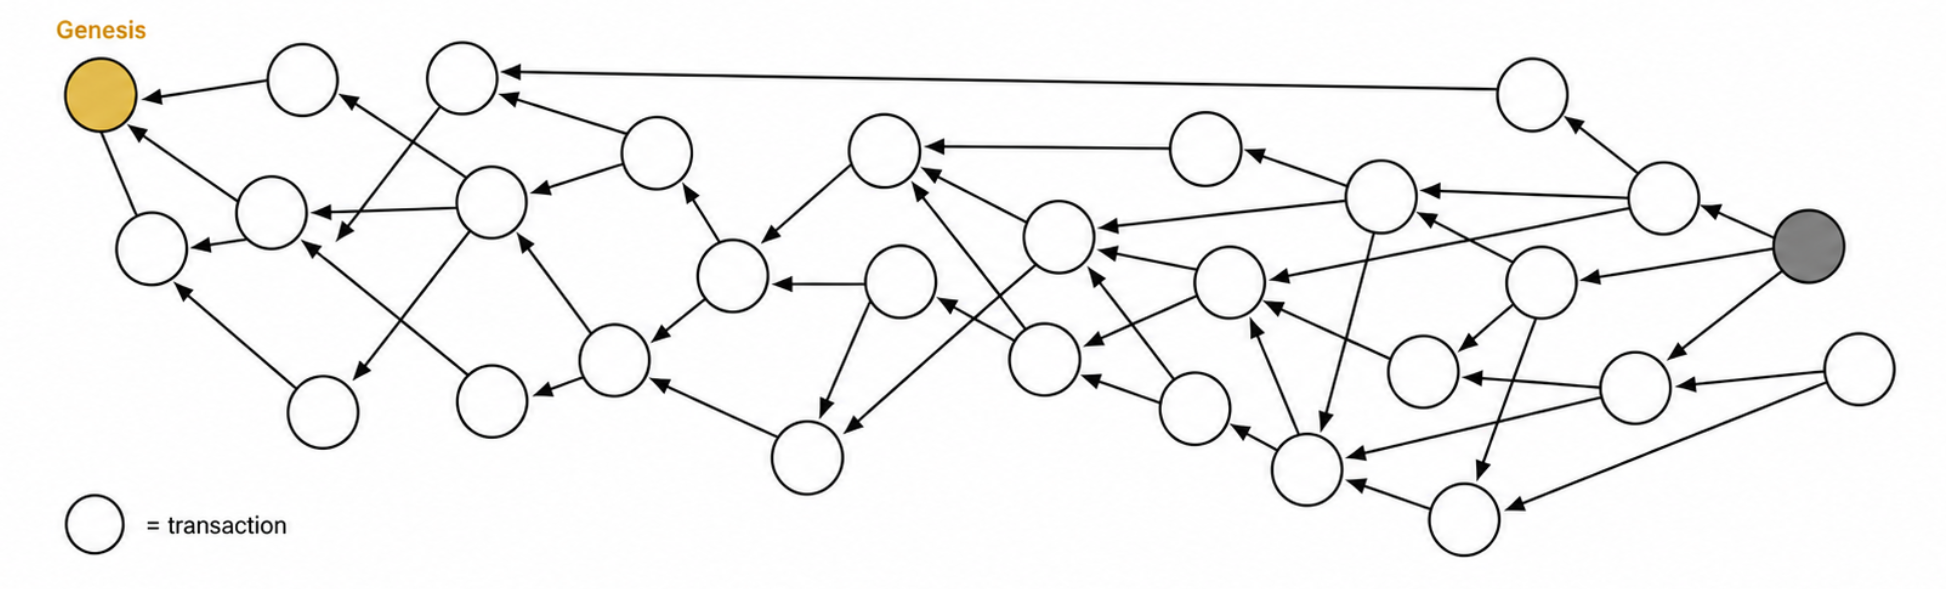 Genesis
= transaction